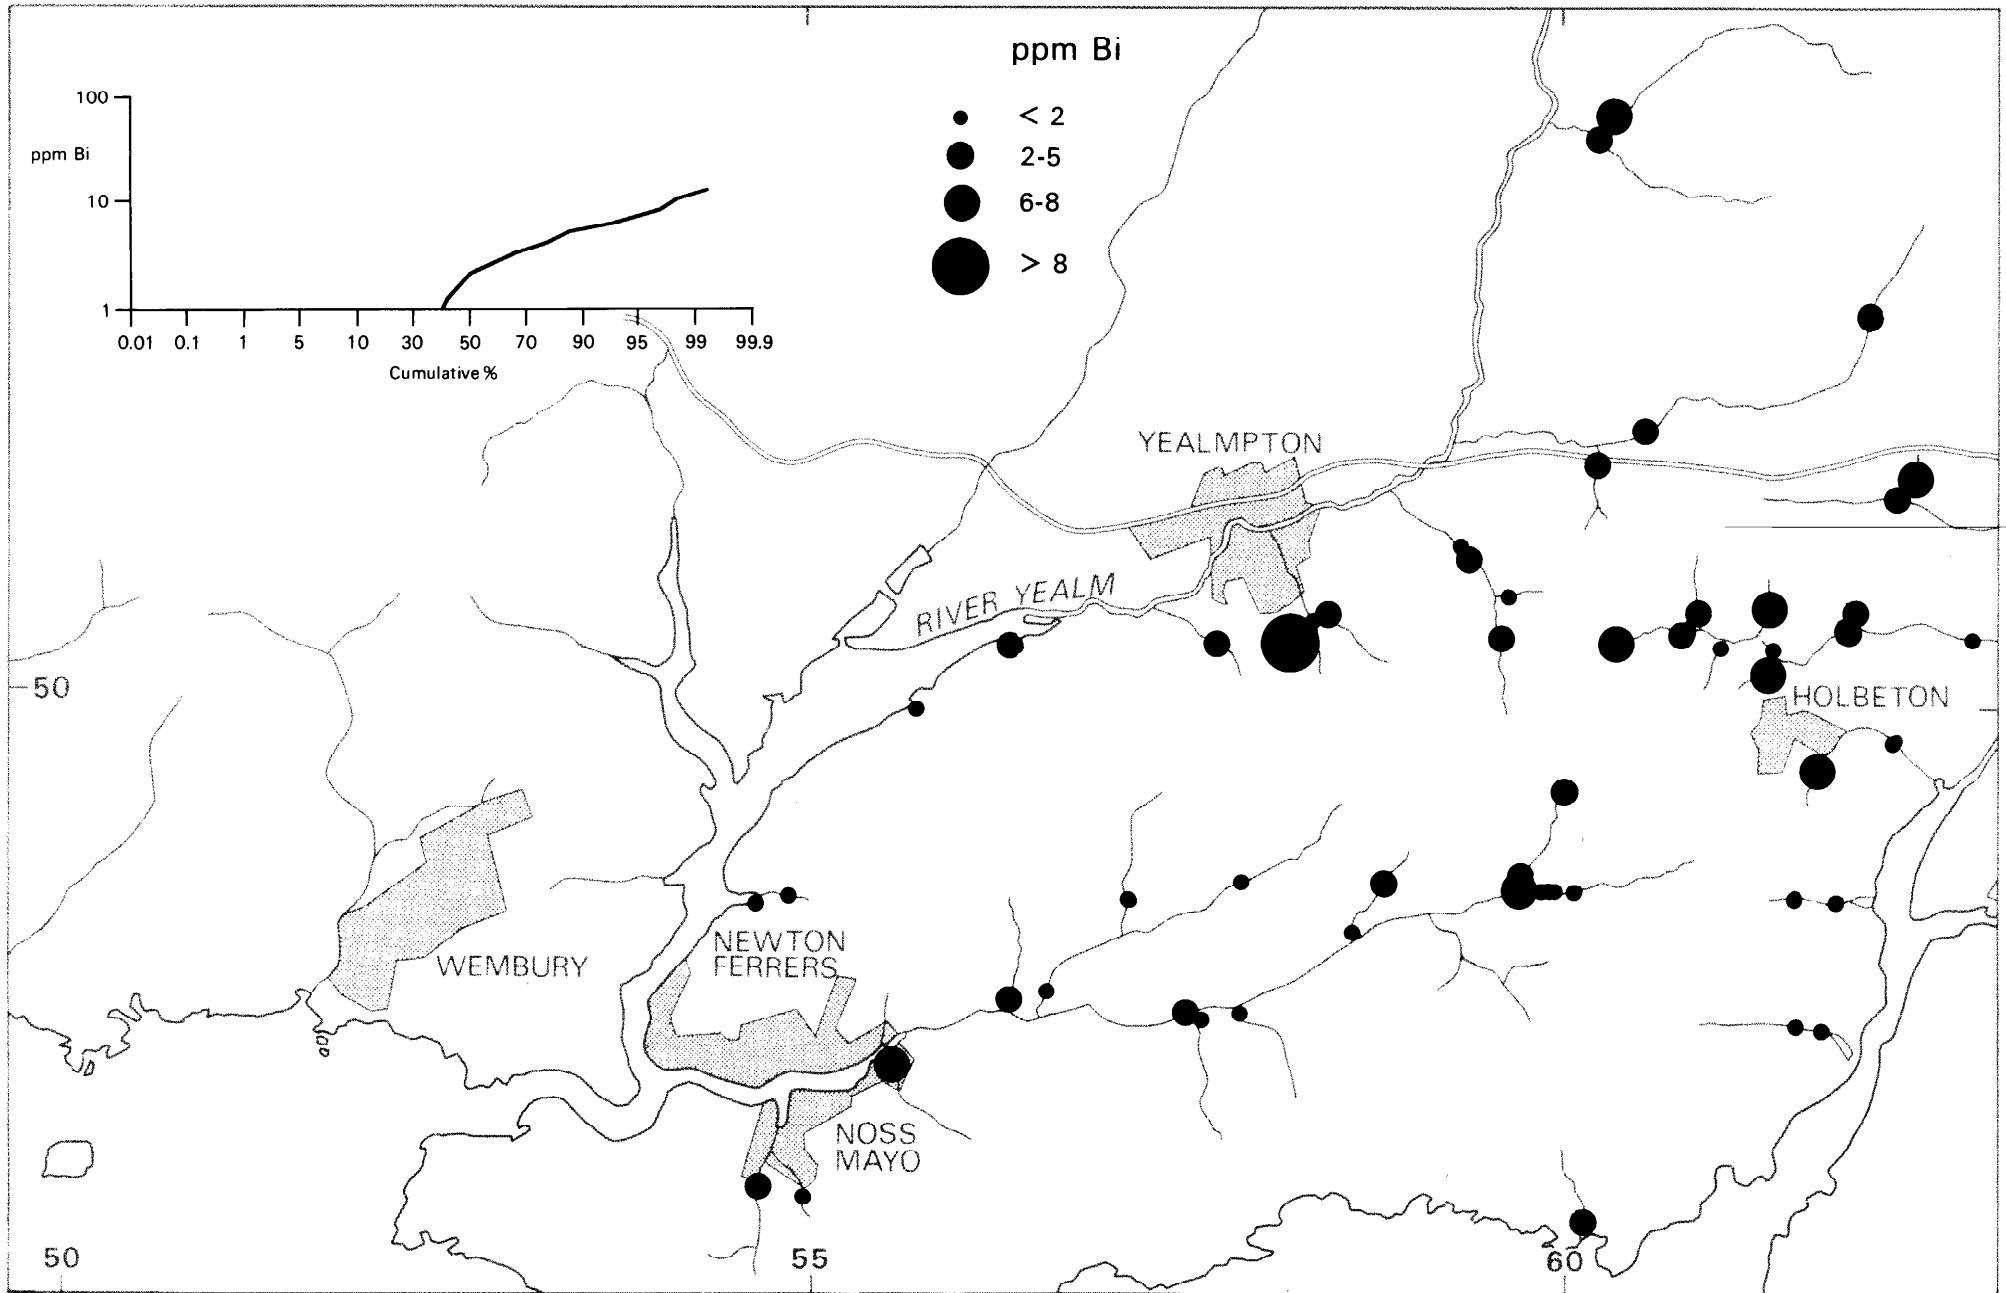 ppm Bi
< 2
2-5
6-8
> 8
100
ppm Bi
10
1
0.01 0.1 1 5 10 30 50 70 90 95 99 99.9
Cumulative %
YEALMPTON
RIVER YEALM
50
HOLBETON
NEWTON
FERRERS
WEMBURY
NOSS
MAYO
50 55 60